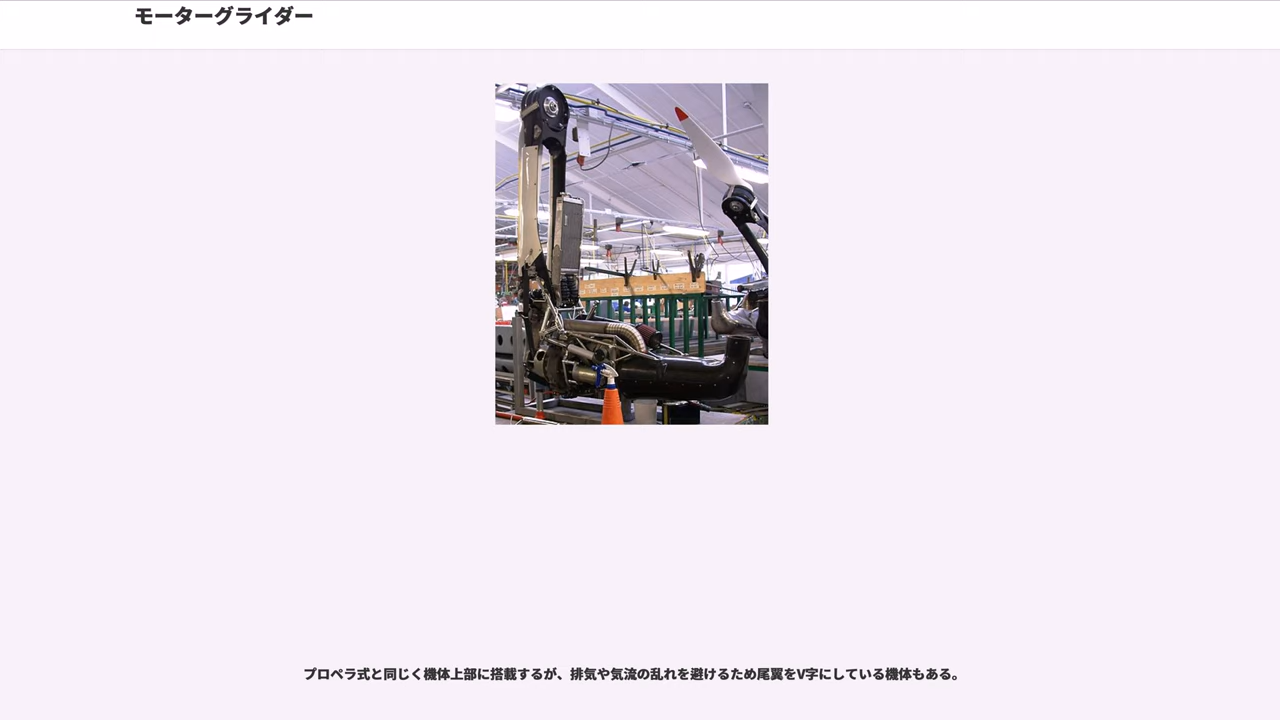 モーターグライダー
プロペラ式と同じく機体上部に搭載するが、排気や気流の乱れを避けるため尾翼をV字にしている機体もある。